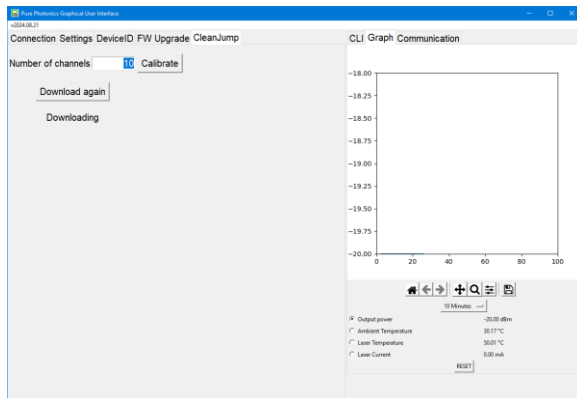 Pure Photonics Graphical User Interface
v2024.08.21
Connection Settings DeviceID FW Upgrade CleanJump
Number of channels 10 Calibrate
Download again
Downloading
CLI Graph Communication
-18.00
-18.25
-18.50
-18.75
-19.00
-19.25
-19.50
-19.75
-20.00
0 20 40 60 80 100
10 Minutes
Output power -20.00 dBm
Ambient Temperature 30.17 °C
Laser Temperature 50.01 °C
Laser Current 0.00 mA
RESET